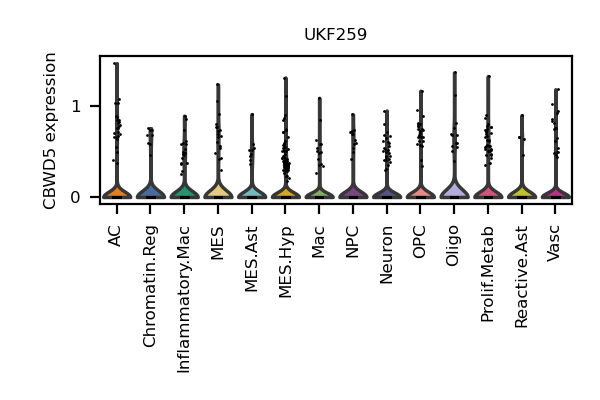 UKF259
CBWD5 expression
1
0
AC
Chromatin.Reg
Inflammatory.Mac
MES
MES.Ast
MES.Hyp
Mac
NPC
Neuron
OPC
Oligo
Prolif.Metab
Reactive.Ast
Vasc